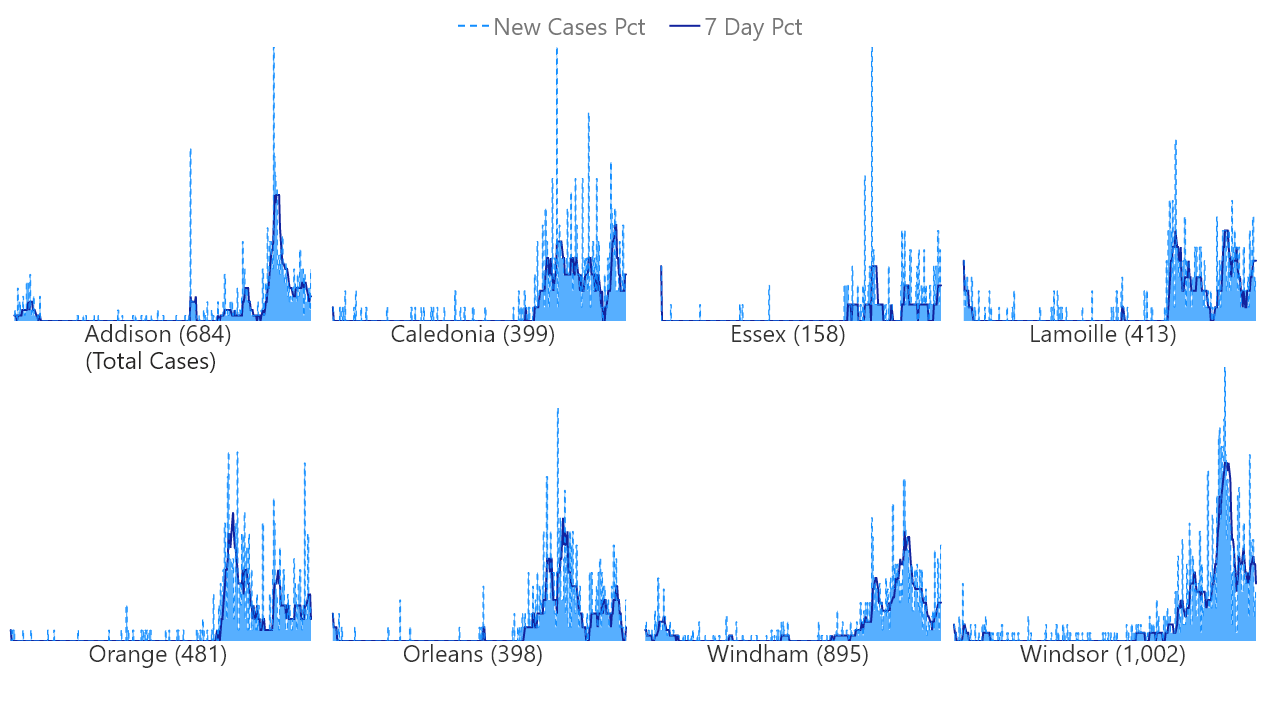 New Cases Pct 7 Day Pct
Addison (684) Caledonia (399) Essex (158) Lamoille (413)
(Total Cases)
Orange (481) Orleans (398) Windham (895) Windsor (1,002)